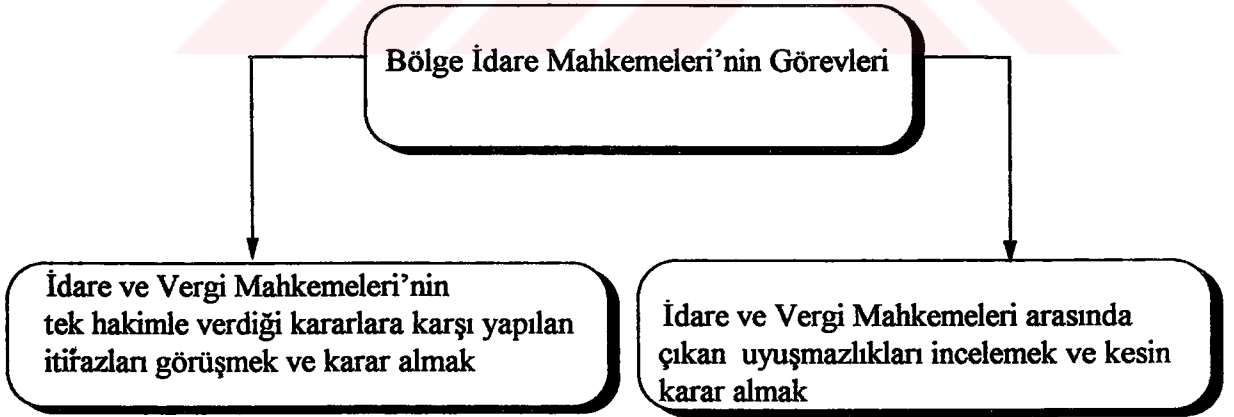 Bölge İdare Mahkemeleri'nin Görevleri
İdare ve Vergi Mahkemeleri'nin
tek hakimle verdiği kararlara karşı yapılan
itirazları görüşmek ve karar almak
İdare ve Vergi Mahkemeleri arasında
çıkan uyuşmazlıkları incelemek ve kesin
karar almak